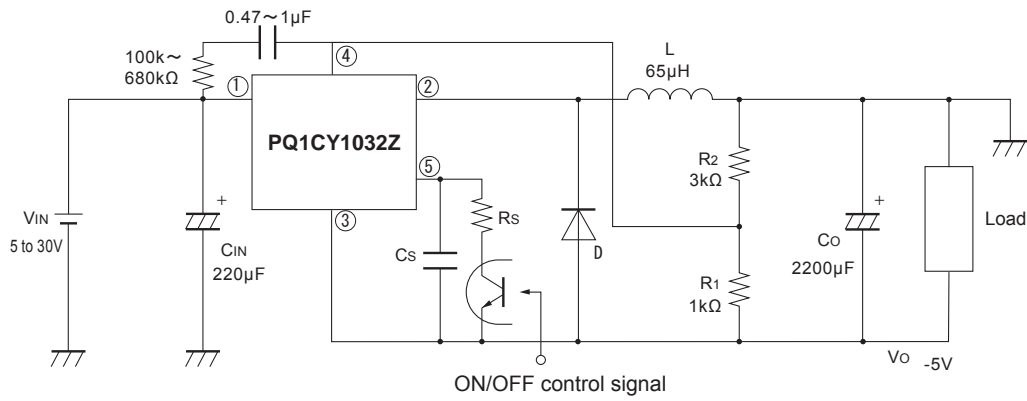 0.47～1μF
100k～
680kΩ
④
L
65μH
①
②
PQ1CY1032Z
R2
3kΩ
⑤
RS
③
VIN
5 to 30V
CIN
220μF
+
CS
D
CO
2200μF
+
Load
R1
1kΩ
VO
-5V
ON/OFF control signal